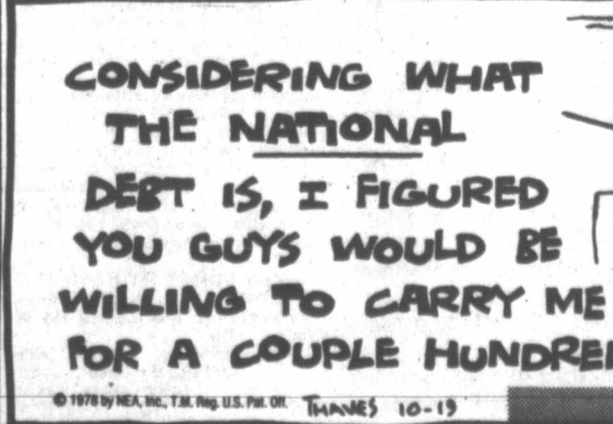 CONSIDERING WHAT
THE NATIONAL
DEBT IS, I FIGURED
YOU GUYS WOULD BE
WILLING TO CARRY ME
FOR A COUPLE HUNDRE
© 1978 by NEA, Inc., T.M. Reg. U.S. Pat. Off. THAVES 10-19